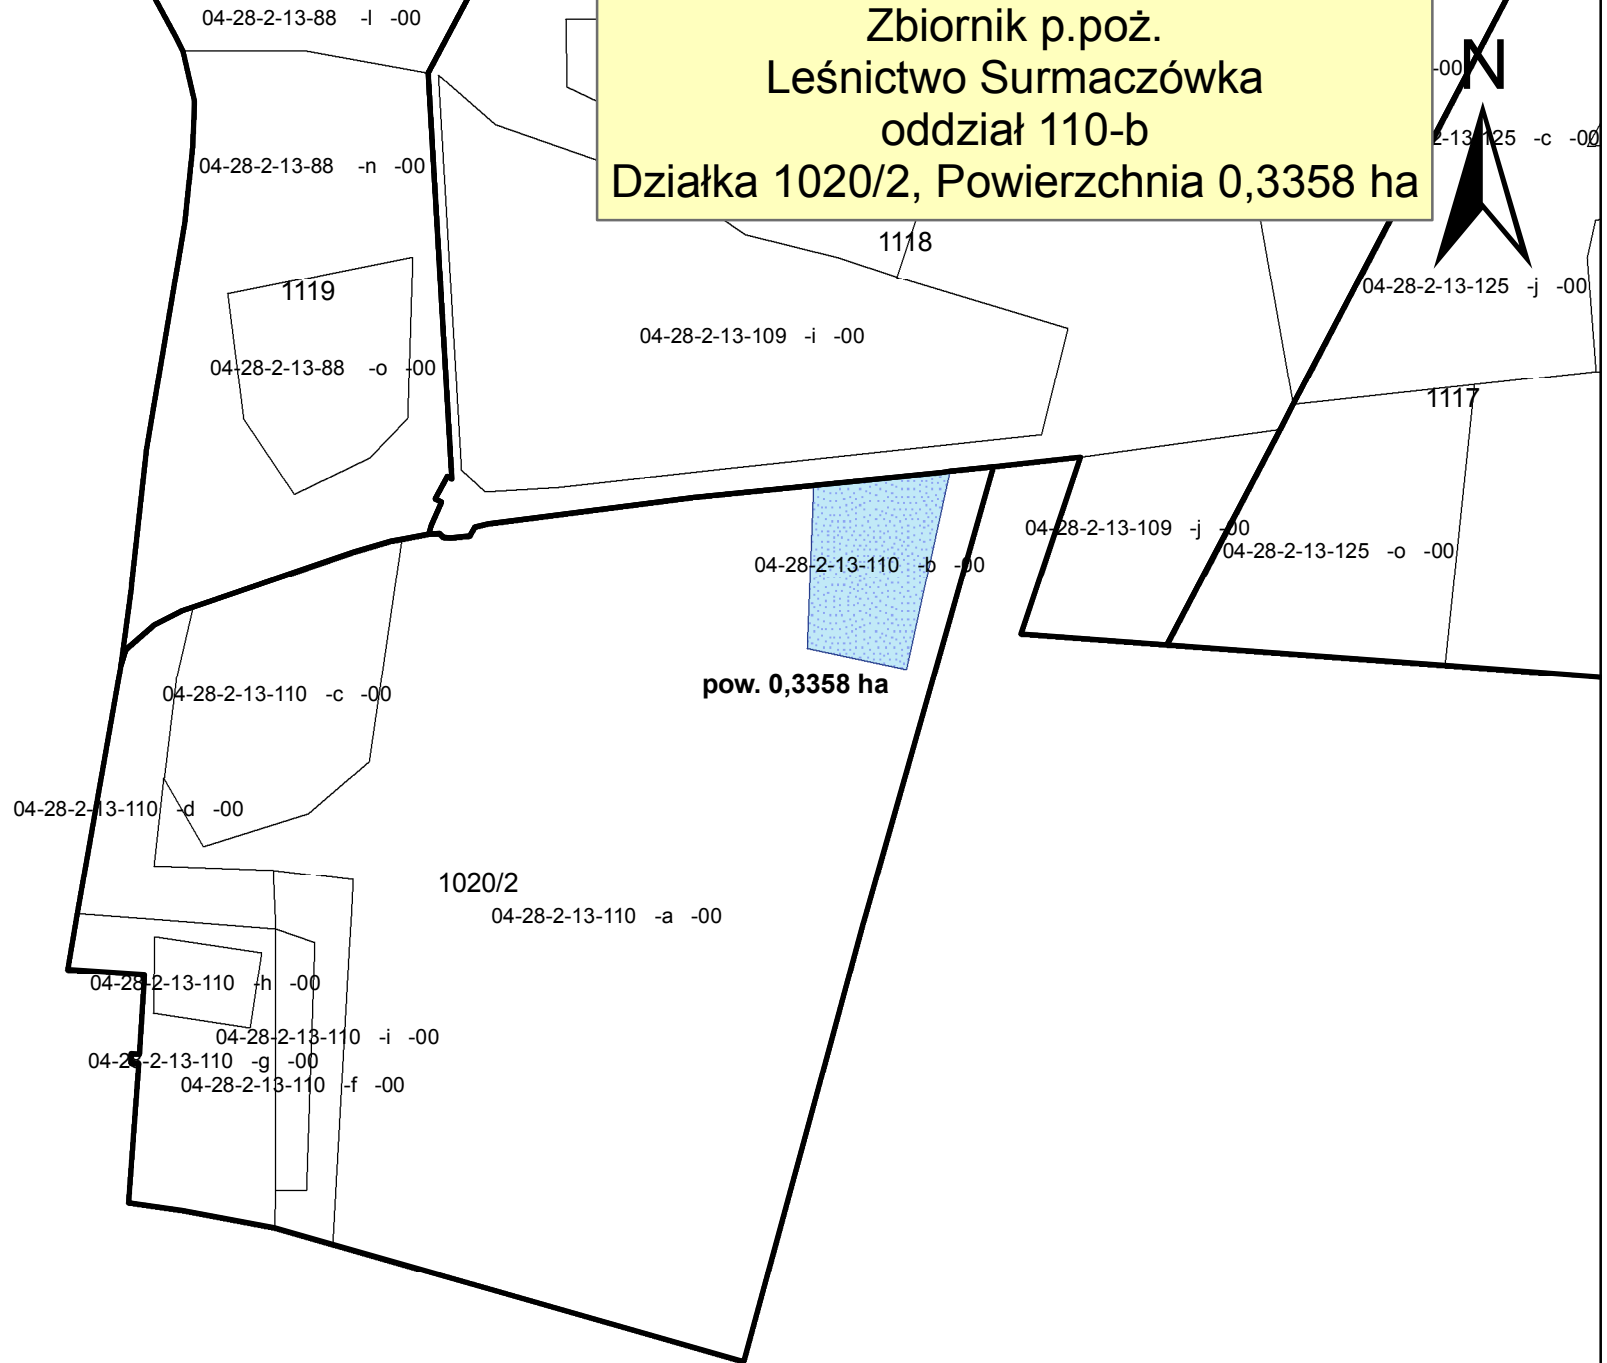 04-28-2-13-88 -l -00
Zbiornik p.poż.
Leśnictwo Surmaczówka
oddział 110-b
Działka 1020/2, Powierzchnia 0,3358 ha
-00
N
2-13-125 -c -00
04-28-2-13-88 -n -00
1118
1119
04-28-2-13-125 -j -00
04-28-2-13-109 -i -00
04-28-2-13-88 -o -00
1117
04-28-2-13-109 -j -00
04-28-2-13-125 -o -00
04-28-2-13-110 -b -00
pow. 0,3358 ha
04-28-2-13-110 -c -00
04-28-2-13-110 -d -00
1020/2
04-28-2-13-110 -a -00
04-28-2-13-110 -h -00
04-28-2-13-110 -i -00
04-28-2-13-110 -g -00
04-28-2-13-110 -f -00